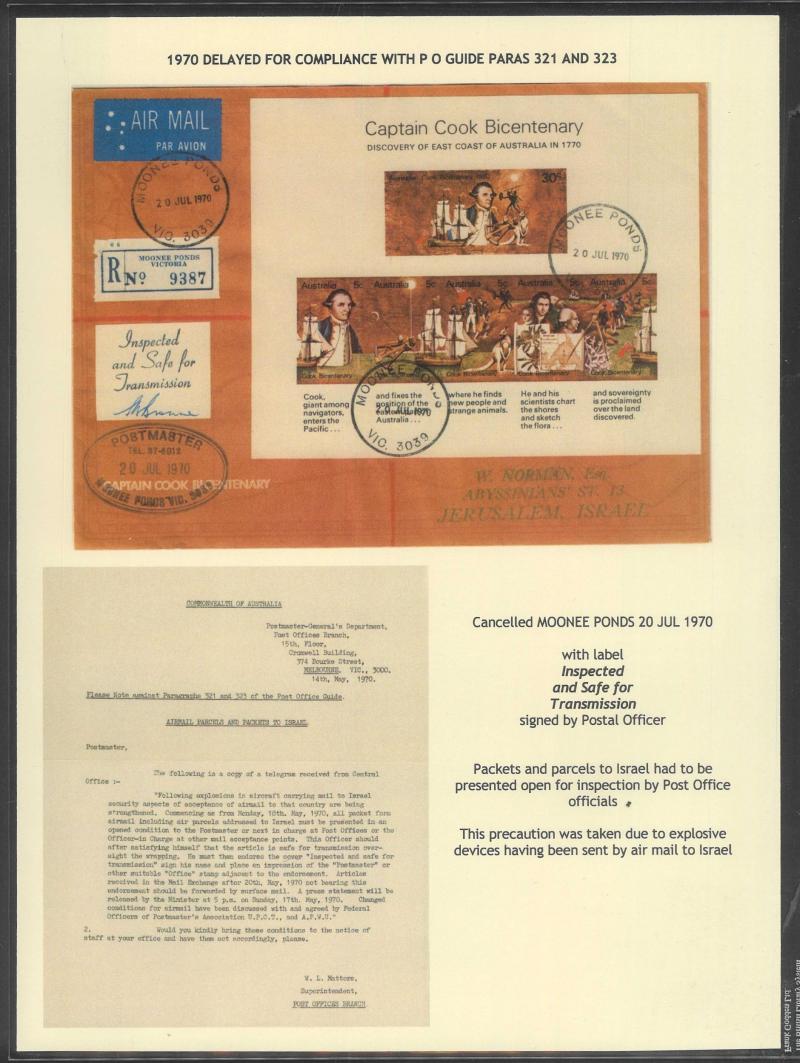 1970 DELAYED FOR COMPLIANCE WITH P O GUIDE PARAS 321 AND 323
AIR MAIL
PAR AVION
MOONEE PONDS
20 JUL 1970
VIC. 3039
R No 9387
MOONEE PONDS
VICTORIA
Inspected
and Safe for
Transmission
POSTMASTER
TEL. 37-6012
20 JUL 1970
MOONEE PONDS VIC. 3039
CAPTAIN COOK BICENTENARY
Captain Cook Bicentenary
DISCOVERY OF EAST COAST OF AUSTRALIA IN 1770
30c
MOONEE PONDS
20 JUL 1970
Australia 5c Australia 5c Australia 5c Australia 5c Australia 5c
Cook Bicentenary Cook Bicentenary Cook Bicentenary Cook Bicentenary
Cook,
giant among
navigators,
enters the
Pacific . . .
and fixes the
position of the
Australia . . .
where he finds
new people and
strange animals.
He and his
scientists chart
the shores
and sketch
the flora . . .
and sovereignty
is proclaimed
over the land
discovered.
MOONEE PONDS
20 JUL 1970
VIC. 3039
W. NORMAN, Esq.
ABYSSINIANS' ST. 13
JERUSALEM, ISRAEL
COMMONWEALTH OF AUSTRALIA
Postmaster-General's Department,
Post Offices Branch,
15th, Floor,
Cromwell Building,
374 Bourke Street,
MELBOURNE. VIC., 3000.
14th, May, 1970.
Please Note against Paragraphs 321 and 323 of the Post Office Guide.
AIRMAIL PARCELS AND PACKETS TO ISRAEL
Postmaster,
The following is a copy of a telegram received from Central
Office :-
"Following explosions in aircraft carrying mail to Israel
security aspects of acceptance of airmail to that country are being
strengthened. Commencing as from Monday, 18th. May, 1970, all packet form
airmail including air parcels addressed to Israel must be presented in an
opened condition to the Postmaster or next in charge at Post Offices or the
Officer-in Charge at other mail acceptance points. This Officer should
after satisfying himself that the article is safe for transmission over-
sight the wrapping. He must then endorse the cover "Inspected and safe for
transmission" sign his name and place an impression of the "Postmaster" or
other suitable "Office" stamp adjacent to the endorsement. Articles
received in the Mail Exchange after 20th. May, 1970 not bearing this
endorsement should be forwarded by surface mail. A press statement will be
released by the Minister at 5 p.m. on Sunday, 17th. May, 1970. Changed
conditions for airmail have been discussed with and agreed by Federal
Officers of Postmaster's Association U.P.C.T., and A.P.W.U."
2. Would you kindly bring these conditions to the notice of
staff at your office and have them act accordingly, please.
W. L. Matters,
Superintendent,
POST OFFICES BRANCH
Cancelled MOONEE PONDS 20 JUL 1970
with label
Inspected
and Safe for
Transmission
signed by Postal Officer
Packets and parcels to Israel had to be
presented open for inspection by Post Office
officials
This precaution was taken due to explosive
devices having been sent by air mail to Israel